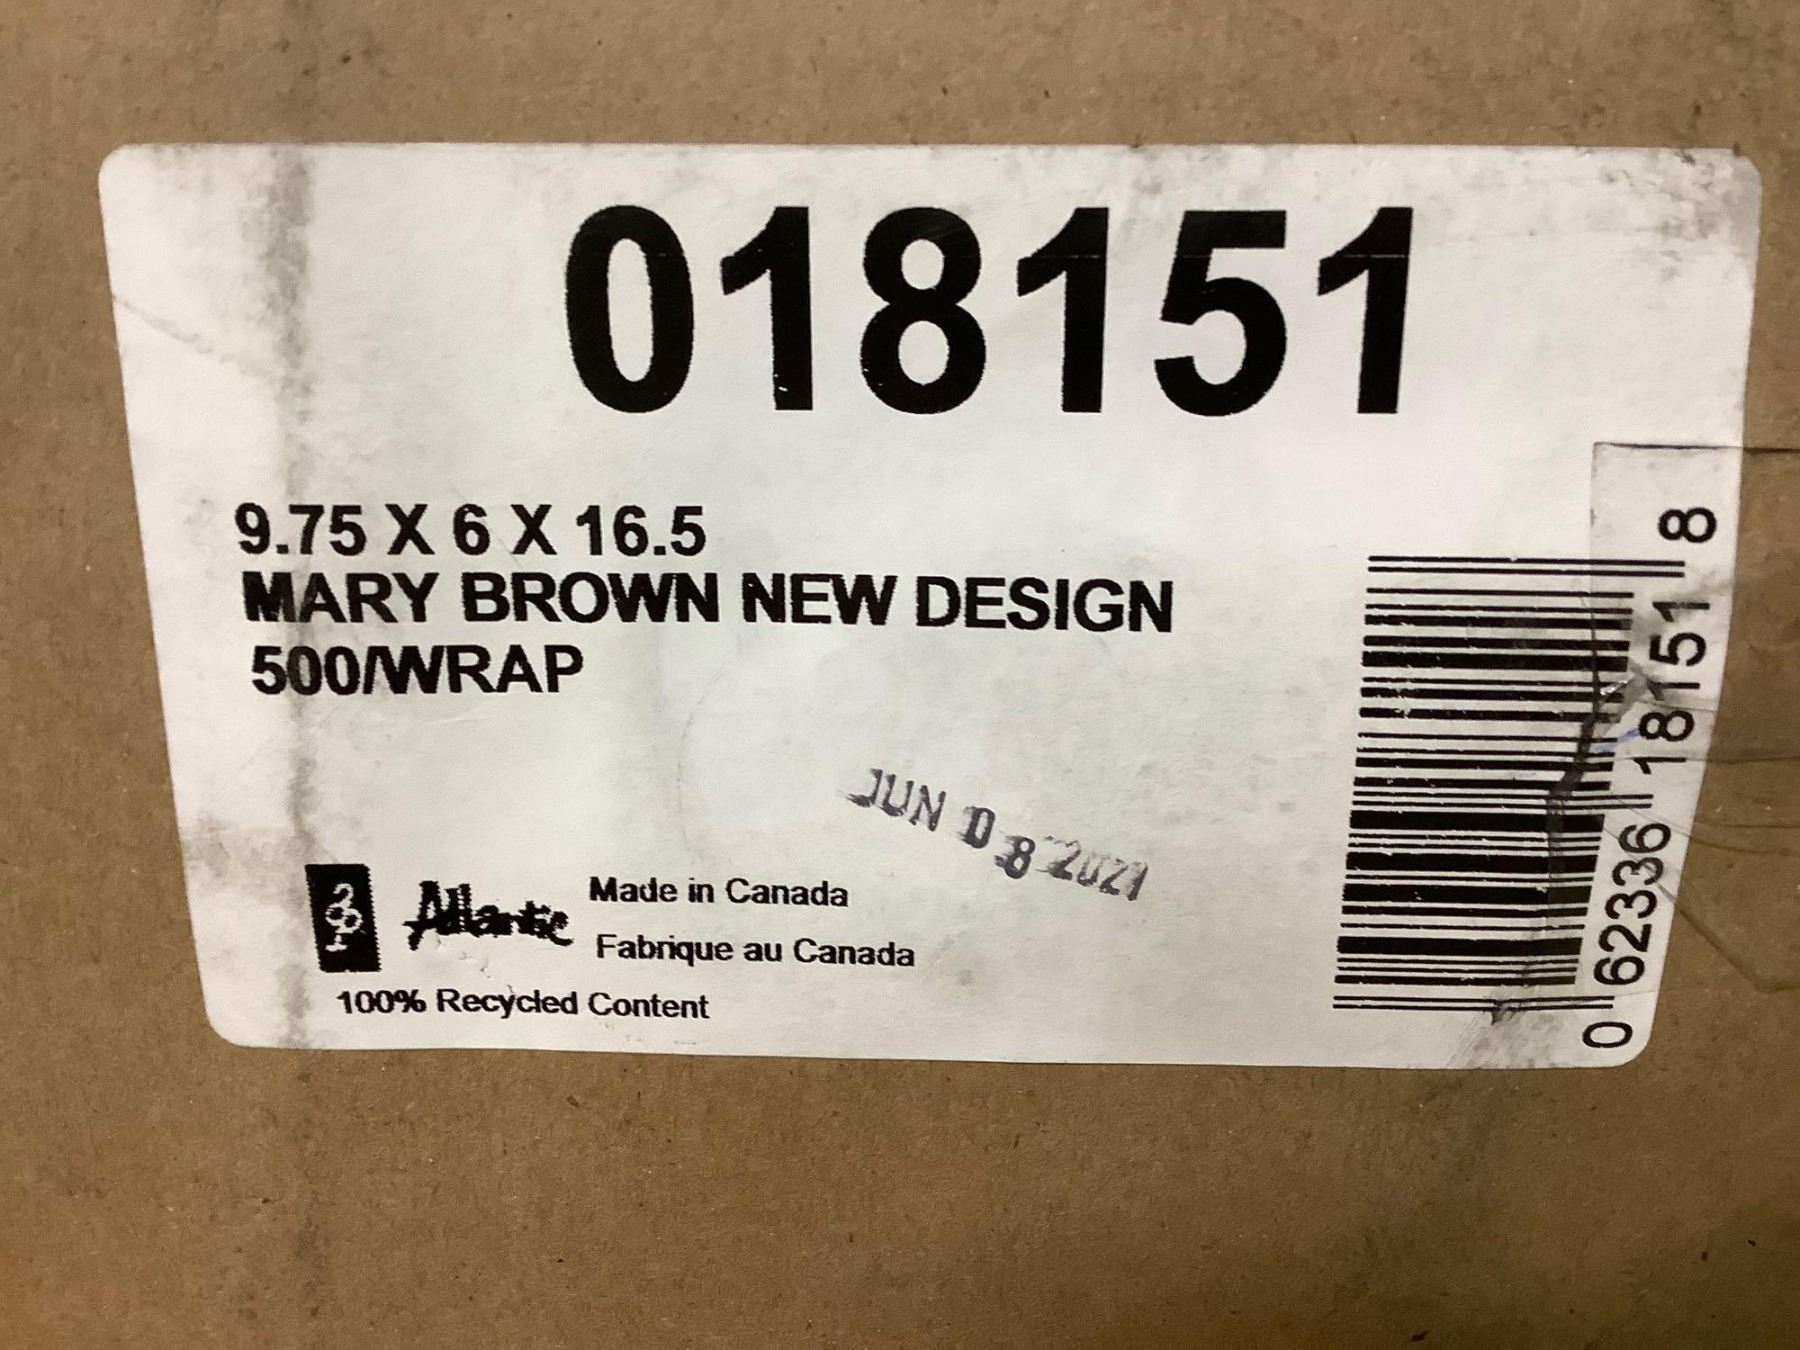 018151
9.75 X 6 X 16.5
MARY BROWN NEW DESIGN
500/WRAP
JUN 08 2021
Atlantic
Made in Canada
Fabrique au Canada
100% Recycled Content
0 62336 18151 8